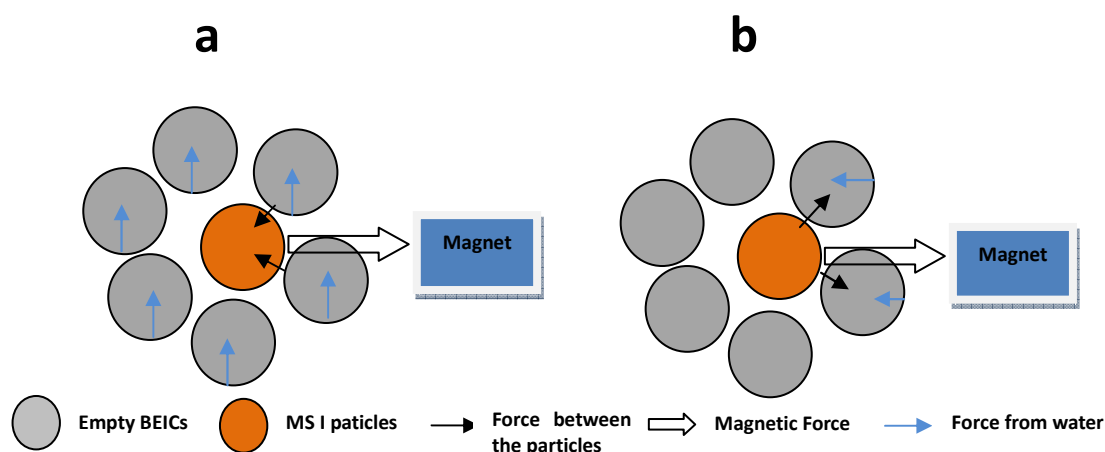 a
b
Magnet
Magnet
Empty BEICs
MS I paticles
Force between
the particles
Magnetic Force
Force from water